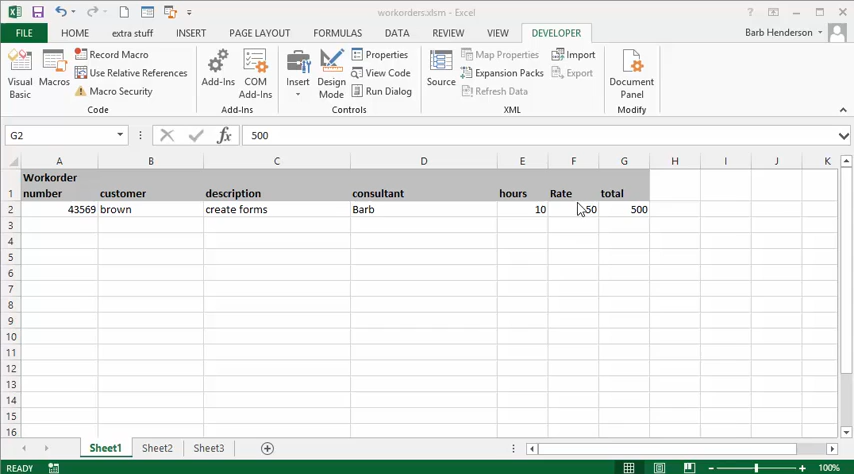 workorders.xlsm - Excel
FILE HOME extra stuff INSERT PAGE LAYOUT FORMULAS DATA REVIEW VIEW DEVELOPER Barb Henderson
Visual Basic
Macros
Record Macro
Use Relative References
Macro Security
Code
Add-Ins
COM Add-Ins
Add-Ins
Insert
Design Mode
Properties
View Code
Run Dialog
Controls
Source
Map Properties
Expansion Packs
Refresh Data
Import
Export
XML
Document Panel
Modify
G2 fx 500
A B C D E F G H I J K
1 Workorder number customer description consultant hours Rate total
2 43569 brown create forms Barb 10 50 500
3
4
5
6
7
8
9
10
11
12
13
14
15
16
Sheet1 Sheet2 Sheet3
READY 100%